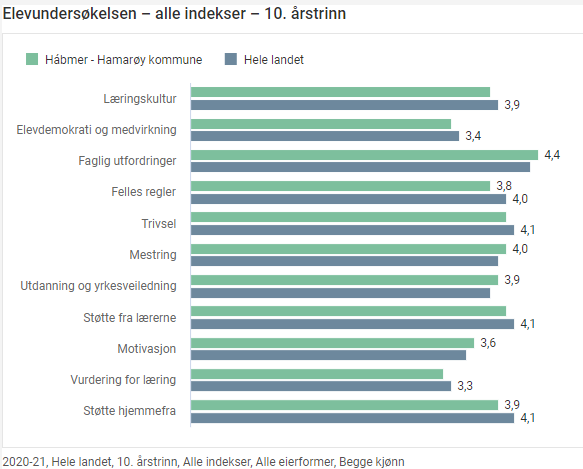 Elevundersøkelsen – alle indekser – 10. årstrinn
Hábmer - Hamarøy kommune Hele landet
Læringskultur
3,9
Elevdemokrati og medvirkning
3,4
Faglig utfordringer 4,4
Felles regler 3,8
4,0
Trivsel
4,1
Mestring 4,0
Utdanning og yrkesveiledning 3,9
Støtte fra lærerne
4,1
Motivasjon 3,6
Vurdering for læring
3,3
Støtte hjemmefra 3,9
4,1
2020-21, Hele landet, 10. årstrinn, Alle indekser, Alle eierformer, Begge kjønn